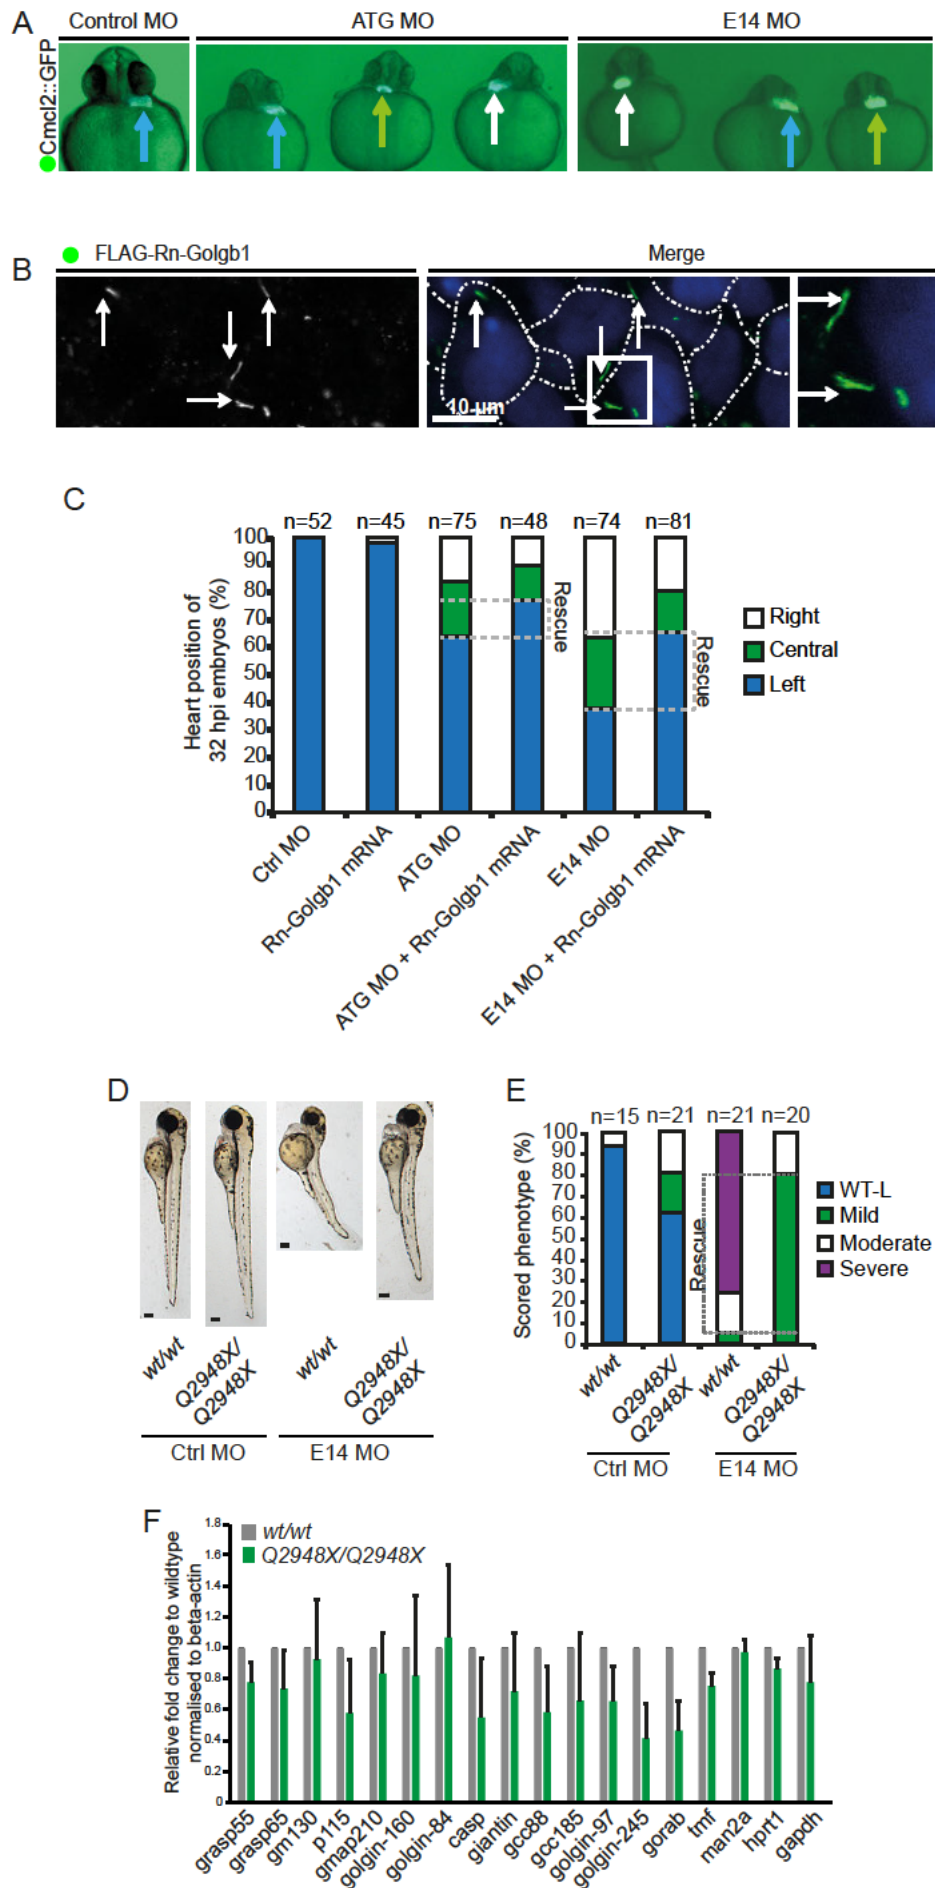 A
Control MO
ATG MO
E14 MO
Cmcl2::GFP
B
FLAG-Rn-Golgb1
Merge
10 µm
C
n=52
n=45
n=75
n=48
n=74
n=81
Heart position of
32 hpi embryos (%)
100
90
80
70
60
50
40
30
20
10
0
Rescue
Rescue
Right
Central
Left
Ctrl MO
Rn-Golgb1 mRNA
ATG MO
ATG MO + Rn-Golgb1 mRNA
E14 MO
E14 MO + Rn-Golgb1 mRNA
D
wt/wt
Q2948X/
Q2948X
wt/wt
Q2948X/
Q2948X
Ctrl MO
E14 MO
E
n=15
n=21
n=21
n=20
Scored phenotype (%)
100
90
80
70
60
50
40
30
20
10
0
Rescue
WT-L
Mild
Moderate
Severe
wt/wt
Q2948X/
Q2948X
wt/wt
Q2948X/
Q2948X
Ctrl MO
E14 MO
F
Relative fold change to wildtype
normalised to beta-actin
1.8
1.6
1.4
1.2
1.0
0.8
0.6
0.4
0.2
0
wt/wt
Q2948X/Q2948X
grasp55
grasp65
gm130
p115
gmap210
golgin-160
golgin-84
casp
giantin
gcc88
gcc185
golgin-97
golgin-245
gorab
tmf
man2a
hprt1
gapdh